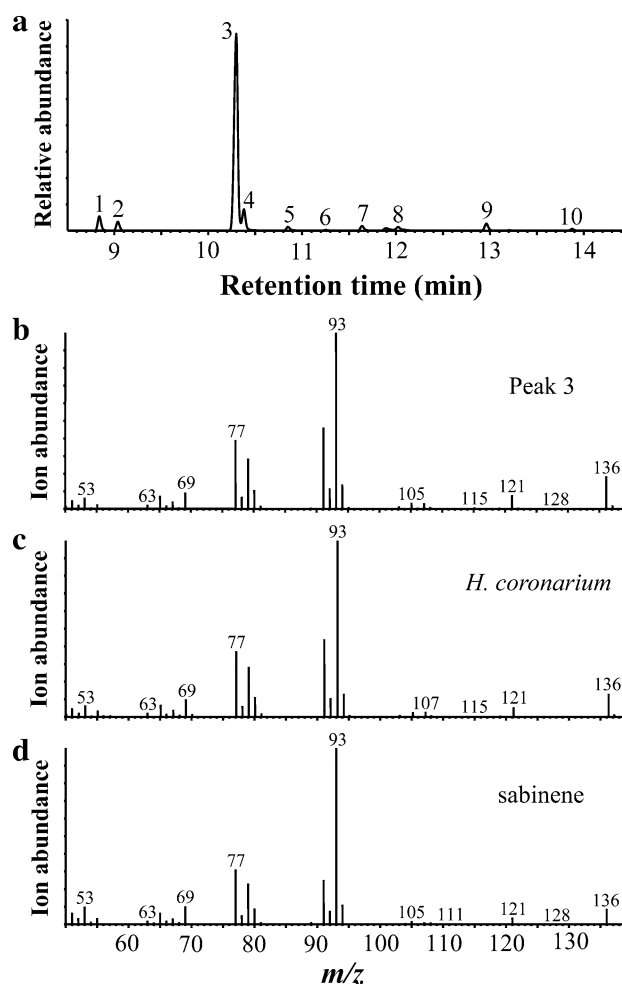 a
Relative abundance
3
1 2 4 5 6 7 8 9 10
9 10 11 12 13 14
Retention time (min)
b
Ion abundance
93
Peak 3
77
53 63 69 105 115 121 128 136
c
Ion abundance
93
H. coronarium
77
53 63 69 107 115 121 136
d
Ion abundance
93
sabinene
77
53 63 69 105 111 121 128 136
60 70 80 90 100 110 120 130
m/z